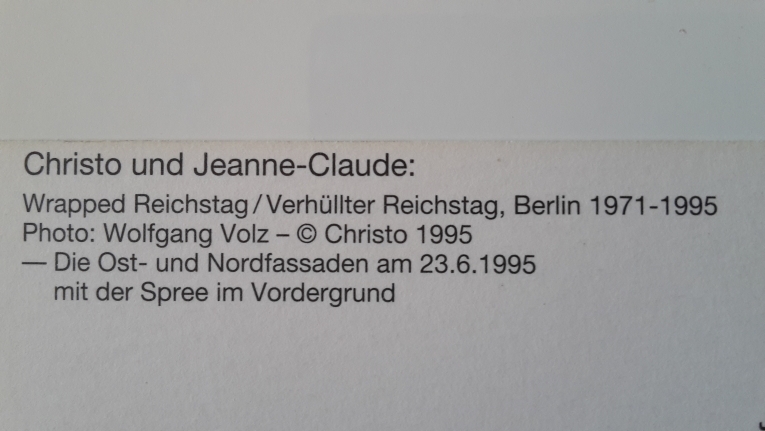 Christo und Jeanne-Claude:
Wrapped Reichstag/Verhüllter Reichstag, Berlin 1971-1995
Photo: Wolfgang Volz – © Christo 1995
— Die Ost- und Nordfassaden am 23.6.1995
mit der Spree im Vordergrund